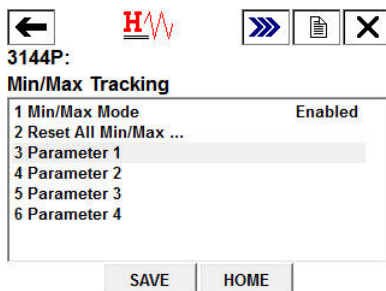 H
3144P:
Min/Max Tracking
1 Min/Max Mode Enabled
2 Reset All Min/Max ...
3 Parameter 1
4 Parameter 2
5 Parameter 3
6 Parameter 4
SAVE HOME